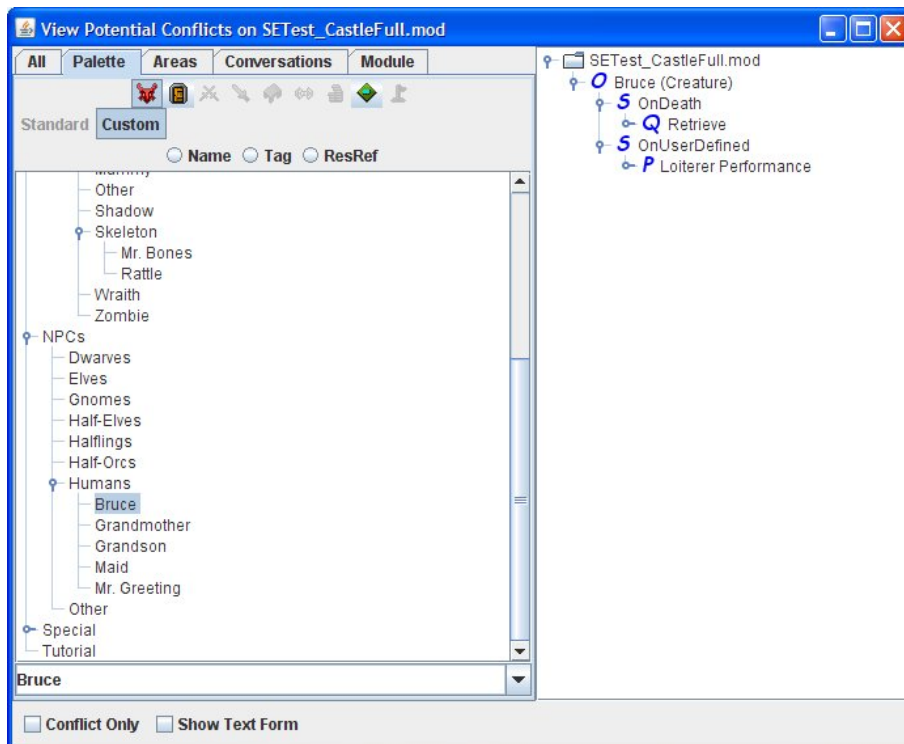 View Potential Conflicts on SETest_CastleFull.mod
All Palette Areas Conversations Module
Standard Custom
Name Tag ResRef
Mummy
Other
Shadow
Skeleton
Mr. Bones
Rattle
Wraith
Zombie
NPCs
Dwarves
Elves
Gnomes
Half-Elves
Halflings
Half-Orcs
Humans
Bruce
Grandmother
Grandson
Maid
Mr. Greeting
Other
Special
Tutorial
Bruce
Conflict Only Show Text Form
SETest_CastleFull.mod
O Bruce (Creature)
S OnDeath
Q Retrieve
S OnUserDefined
P Loiterer Performance